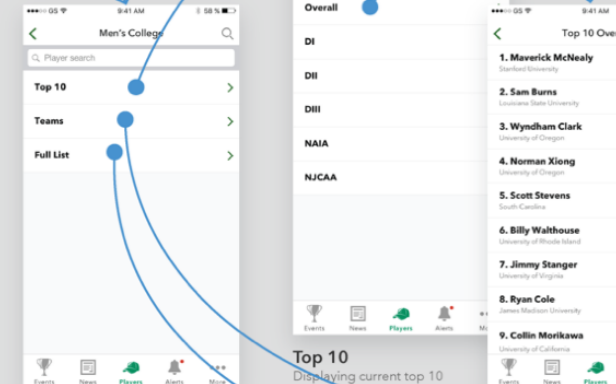 GS
9:41 AM
58 %
Men's College
Player search
Top 10
Teams
Full List
Events
News
Players
Alerts
More
Overall
DI
DII
DIII
NAIA
NJCAA
Events
News
Players
Alerts
Top 10
Displaying current top 10
GS
9:41 AM
Top 10 Ove
1. Maverick McNealy
Stanford University
2. Sam Burns
Louisiana State University
3. Wyndham Clark
University of Oregon
4. Norman Xiong
University of Oregon
5. Scott Stevens
South Carolina
6. Billy Walthouse
University of Rhode Island
7. Jimmy Stanger
University of Virginia
8. Ryan Cole
James Madison University
9. Collin Morikawa
University of California
Events
News
Players